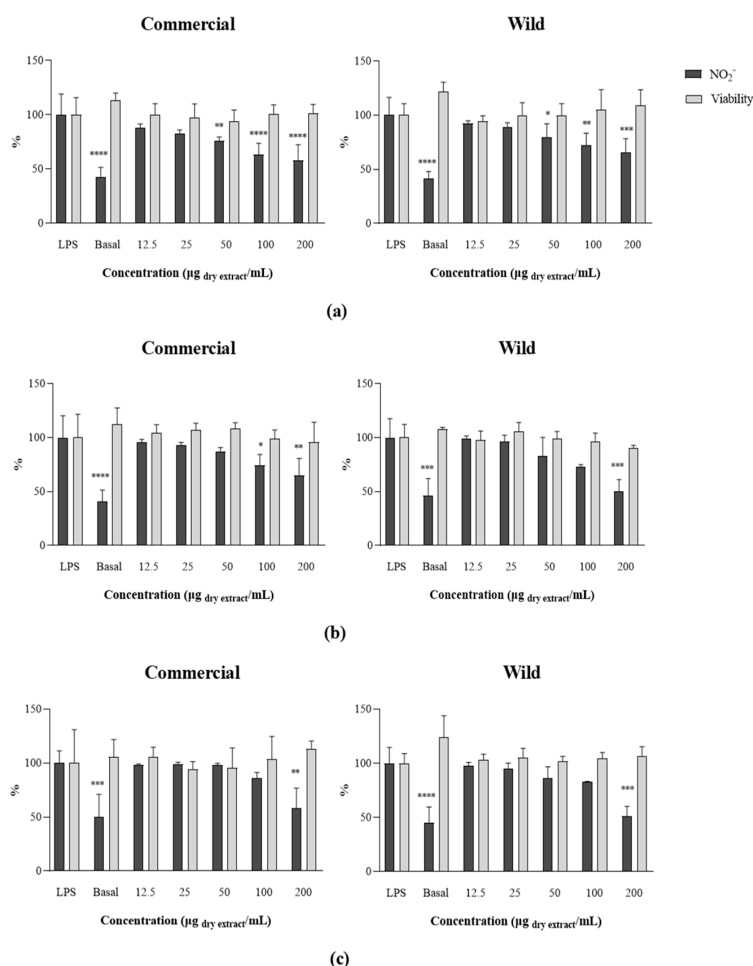 Commercial
Wild
NO2-
Viability
150
100
50
0
%
**** ** **** ****
LPS Basal 12.5 25 50 100 200
Concentration (µg dry extract/mL)
150
100
50
0
%
**** * ** ***
LPS Basal 12.5 25 50 100 200
Concentration (µg dry extract/mL)
(a)
Commercial
Wild
150
100
50
0
%
**** * **
LPS Basal 12.5 25 50 100 200
Concentration (µg dry extract/mL)
150
100
50
0
%
*** ***
LPS Basal 12.5 25 50 100 200
Concentration (µg dry extract/mL)
(b)
Commercial
Wild
150
100
50
0
%
*** **
LPS Basal 12.5 25 50 100 200
Concentration (µg dry extract/mL)
150
100
50
0
%
**** ***
LPS Basal 12.5 25 50 100 200
Concentration (µg dry extract/mL)
(c)